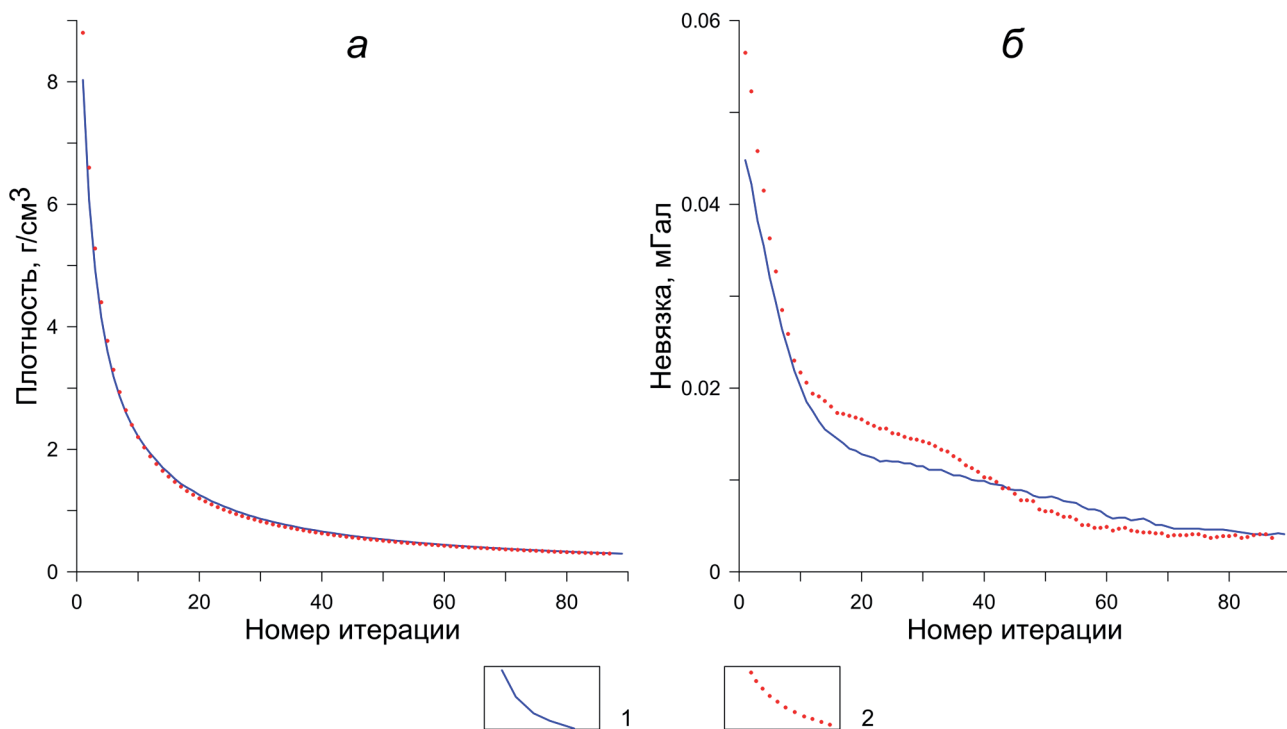 а
8
6
4
2
0
Плотность, г/см3
0 20 40 60 80
Номер итерации
б
0.06
0.04
0.02
0
Невязка, мГал
0 20 40 60 80
Номер итерации
1
2